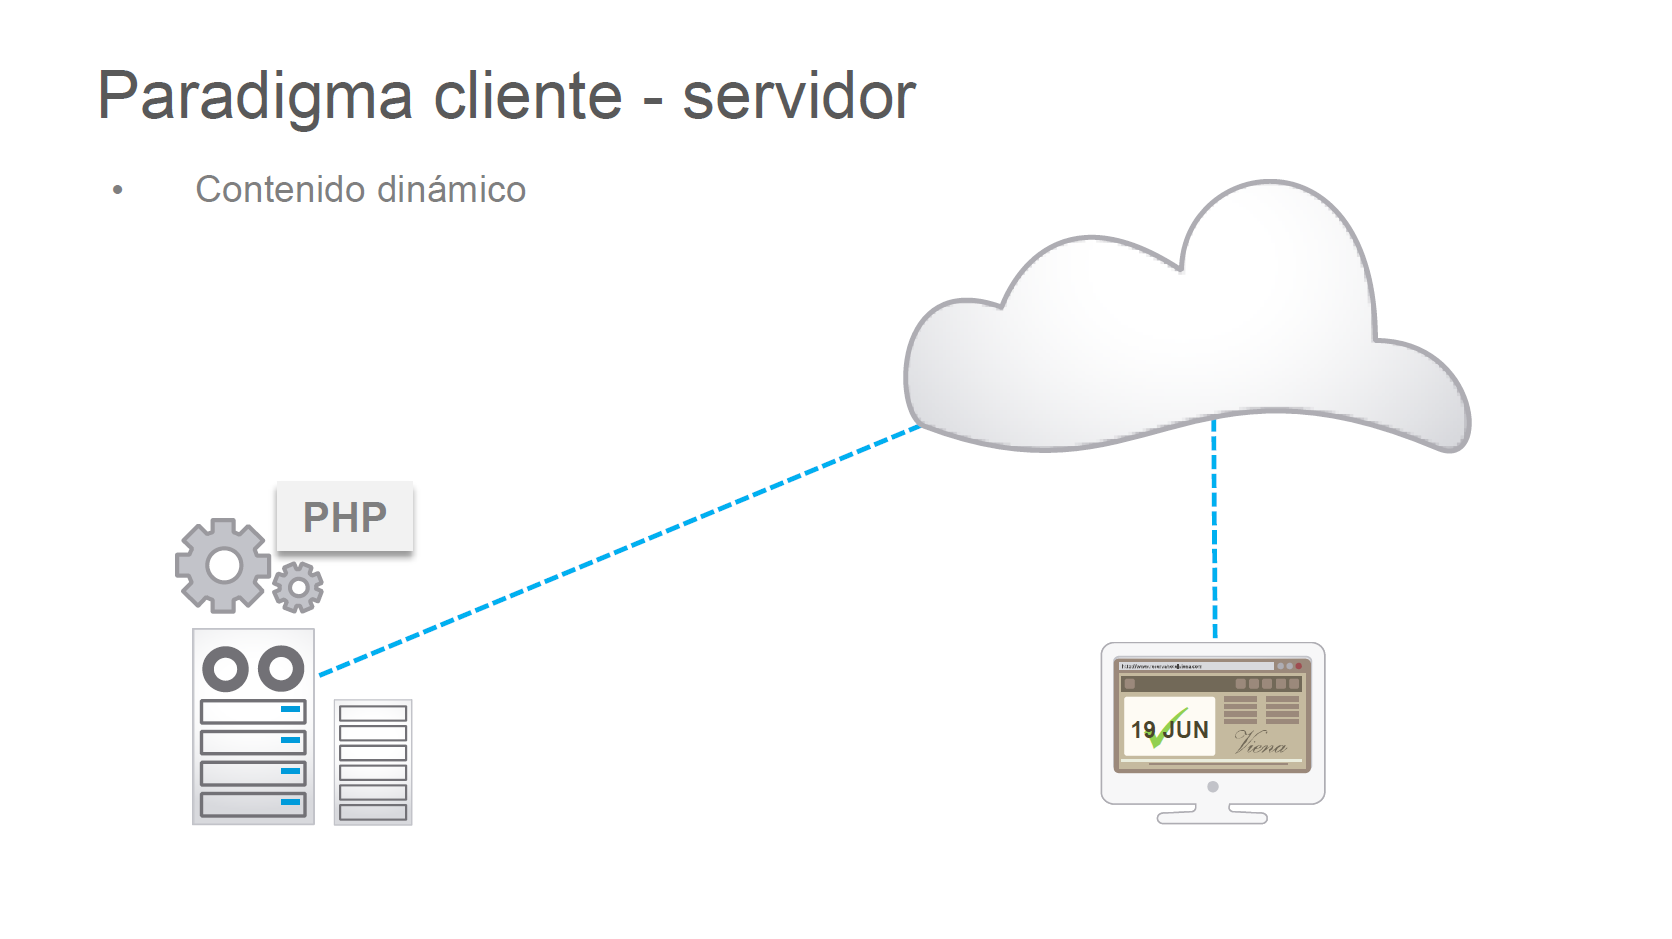 Paradigma cliente - servidor
• Contenido dinámico
PHP
19 JUN
Viena